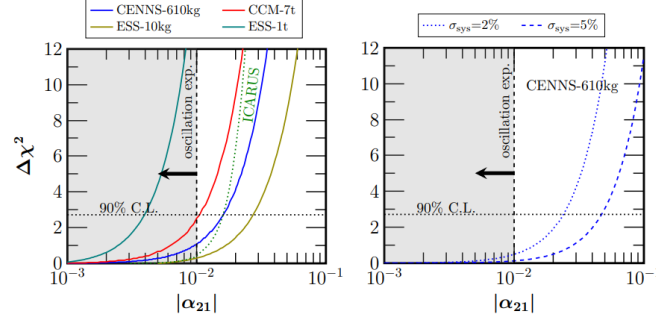 CENNS-610kg CCM-7t
ESS-10kg ESS-1t
σsys=2% σsys=5%
12
10
8
6
4
2
0
Δχ²
90% C.L.
oscillation exp.
ICARUS
10⁻³ 10⁻² 10⁻¹
|α₂₁|
12
10
8
6
4
2
0
CENNS-610kg
90% C.L.
oscillation exp.
10⁻³ 10⁻² 10⁻
|α₂₁|